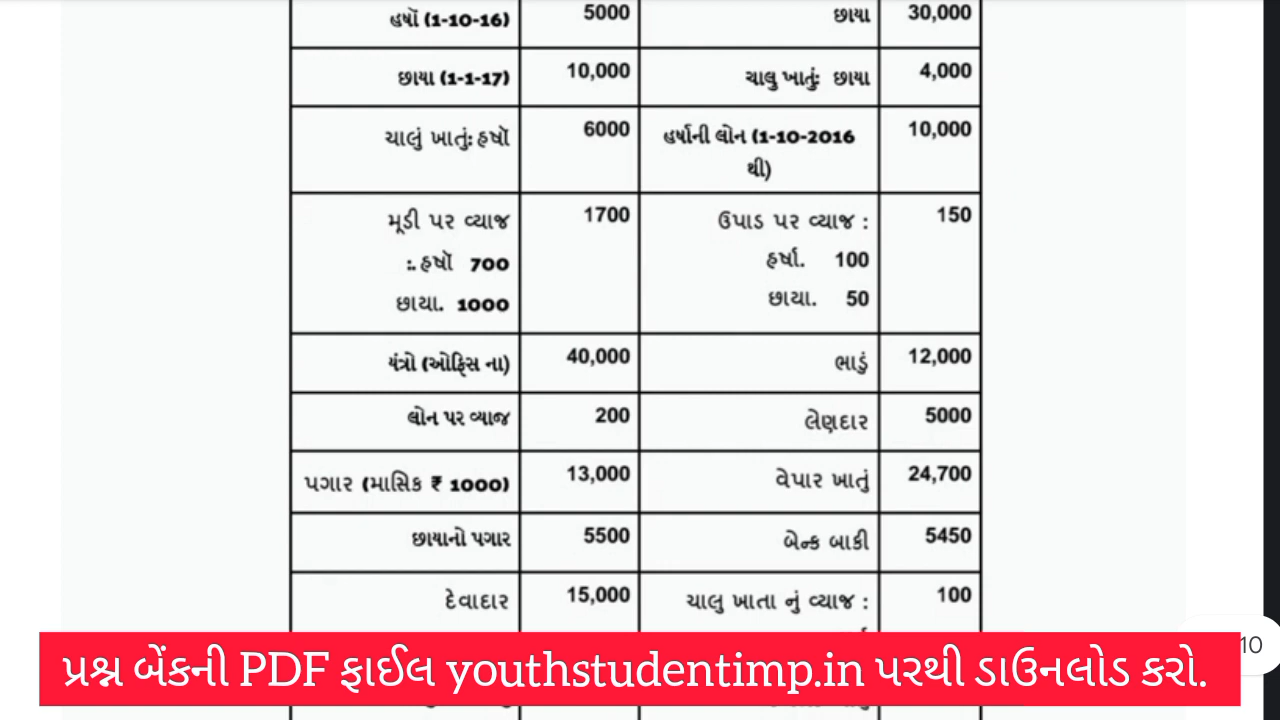 હર્ષા (1-10-16) 5000 છાયા 30,000
છાયા (1-1-17) 10,000 ચાલુ ખાતુંઃ છાયા 4,000
ચાલું ખાતુંઃ હર્ષા 6000 હર્ષાની લોન (1-10-2016 10,000
થી)
મૂડી પર વ્યાજ 1700 ઉપાડ પર વ્યાજ : 150
:. હર્ષા 700 હર્ષા. 100
છાયા. 1000 છાયા. 50
યંત્રો (ઓફિસ ના) 40,000 ભાડું 12,000
લોન પર વ્યાજ 200 લેણદાર 5000
પગાર (માસિક ₹ 1000) 13,000 વેપાર ખાતું 24,700
છાયાનો પગાર 5500 બેન્ક બાકી 5450
દેવાદાર 15,000 ચાલુ ખાતા નું વ્યાજ : 100
પ્રશ્ન બેંકની PDF ફાઈલ youthstudentimp.in પરથી ડાઉનલોડ કરો.
10